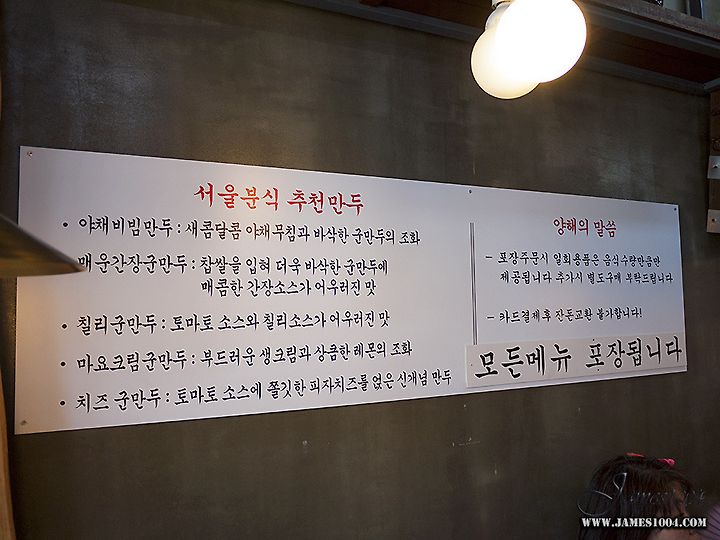 서울분식 추천만두
• 야채비빔만두 : 새콤달콤 야채무침과 바삭한 군만두의 조화
매운간장군만두 : 찹쌀을 입혀 더욱 바삭한 군만두에
매콤한 간장소스가 어우러진 맛
• 칠리군만두 : 토마토 소스와 칠리소스가 어우러진 맛
• 마요크림군만두 : 부드러운 생크림과 상큼한 레몬의 조화
• 치즈 군만두 : 토마토 소스에 쫄깃한 피자치즈를 얹은 신개념 만두
양해의 말씀
- 포장주문시 일회용품은 음식수량만큼만
제공됩니다 추가시 별도구매 부탁드립니다
- 카드결제후 잔돈교환 불가합니다!
모든메뉴 포장됩니다
James1004
WWW.JAMES1004.COM